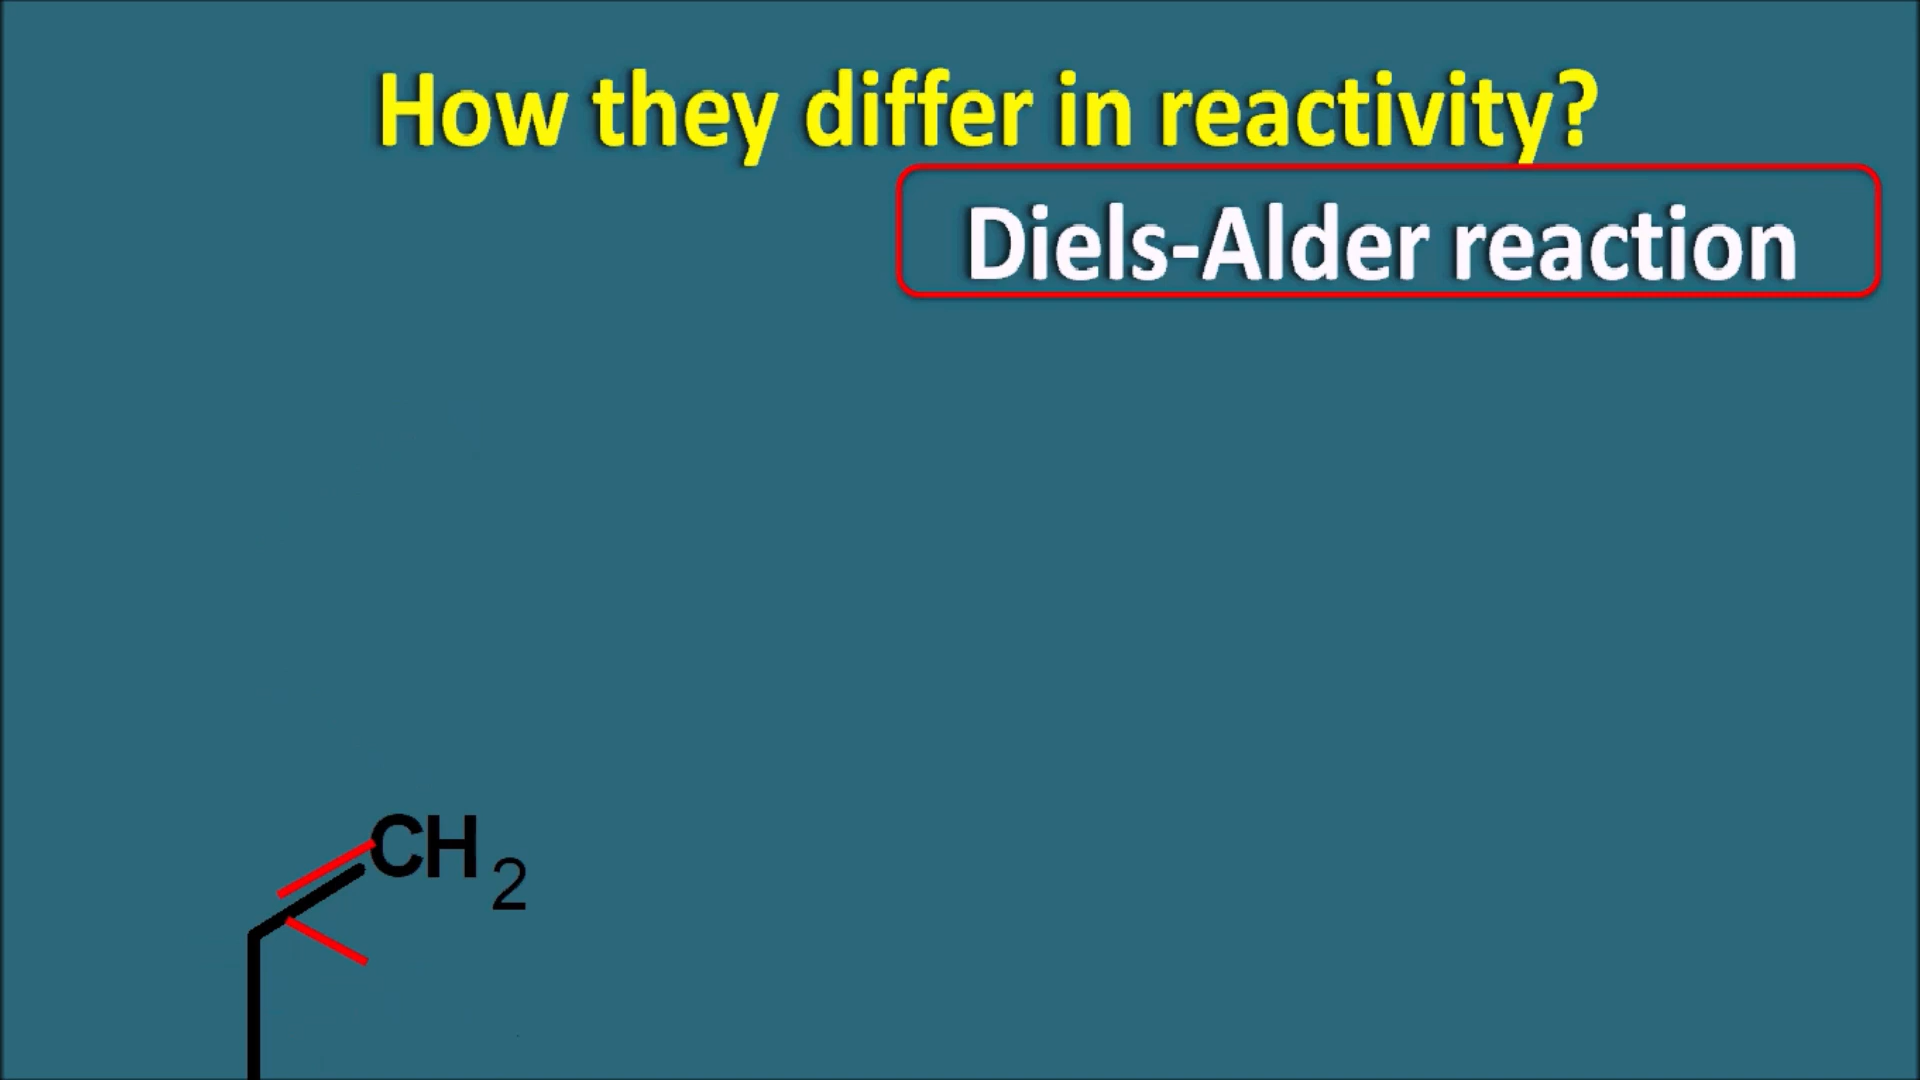 How they differ in reactivity?
Diels-Alder reaction
CH2